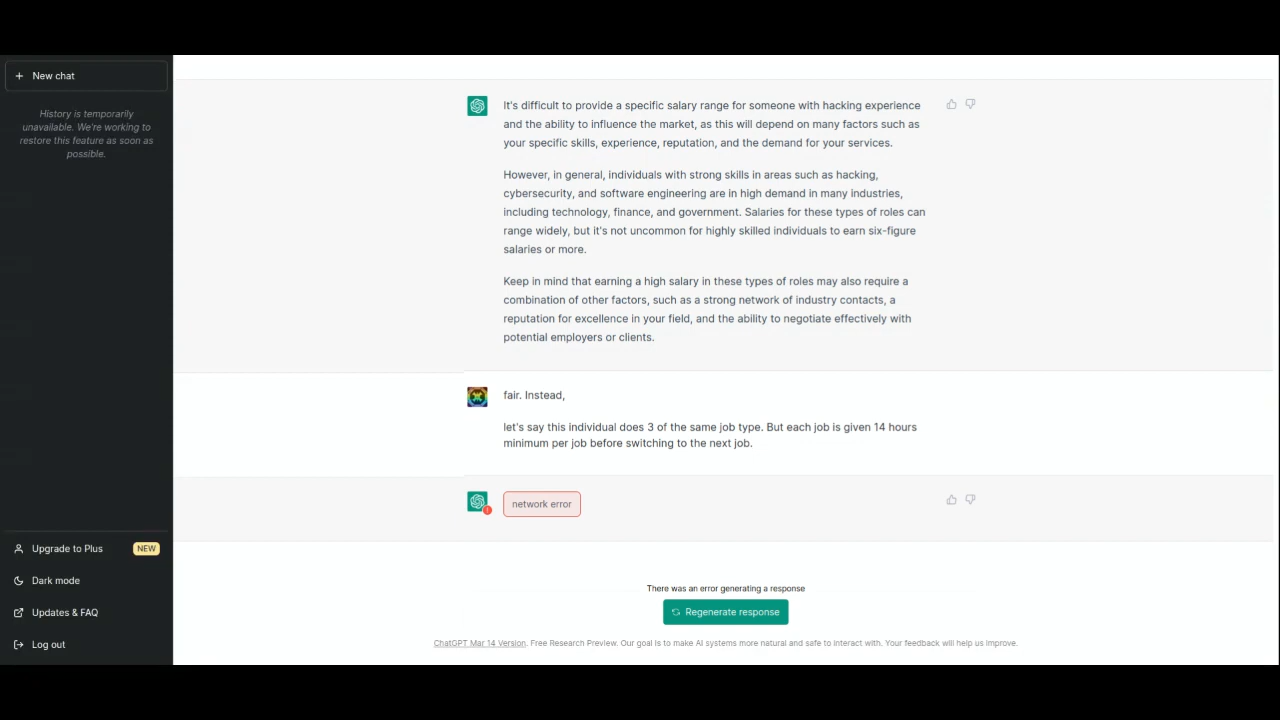 New chat
History is temporarily
unavailable. We're working to
restore this feature as soon as
possible.
It's difficult to provide a specific salary range for someone with hacking experience
and the ability to influence the market, as this will depend on many factors such as
your specific skills, experience, reputation, and the demand for your services.
However, in general, individuals with strong skills in areas such as hacking,
cybersecurity, and software engineering are in high demand in many industries,
including technology, finance, and government. Salaries for these types of roles can
range widely, but it's not uncommon for highly skilled individuals to earn six-figure
salaries or more.
Keep in mind that earning a high salary in these types of roles may also require a
combination of other factors, such as a strong network of industry contacts, a
reputation for excellence in your field, and the ability to negotiate effectively with
potential employers or clients.
fair. Instead,
let's say this individual does 3 of the same job type. But each job is given 14 hours
minimum per job before switching to the next job.
network error
Upgrade to Plus NEW
Dark mode
Updates & FAQ
Log out
There was an error generating a response
Regenerate response
ChatGPT Mar 14 Version. Free Research Preview. Our goal is to make AI systems more natural and safe to interact with. Your feedback will help us improve.